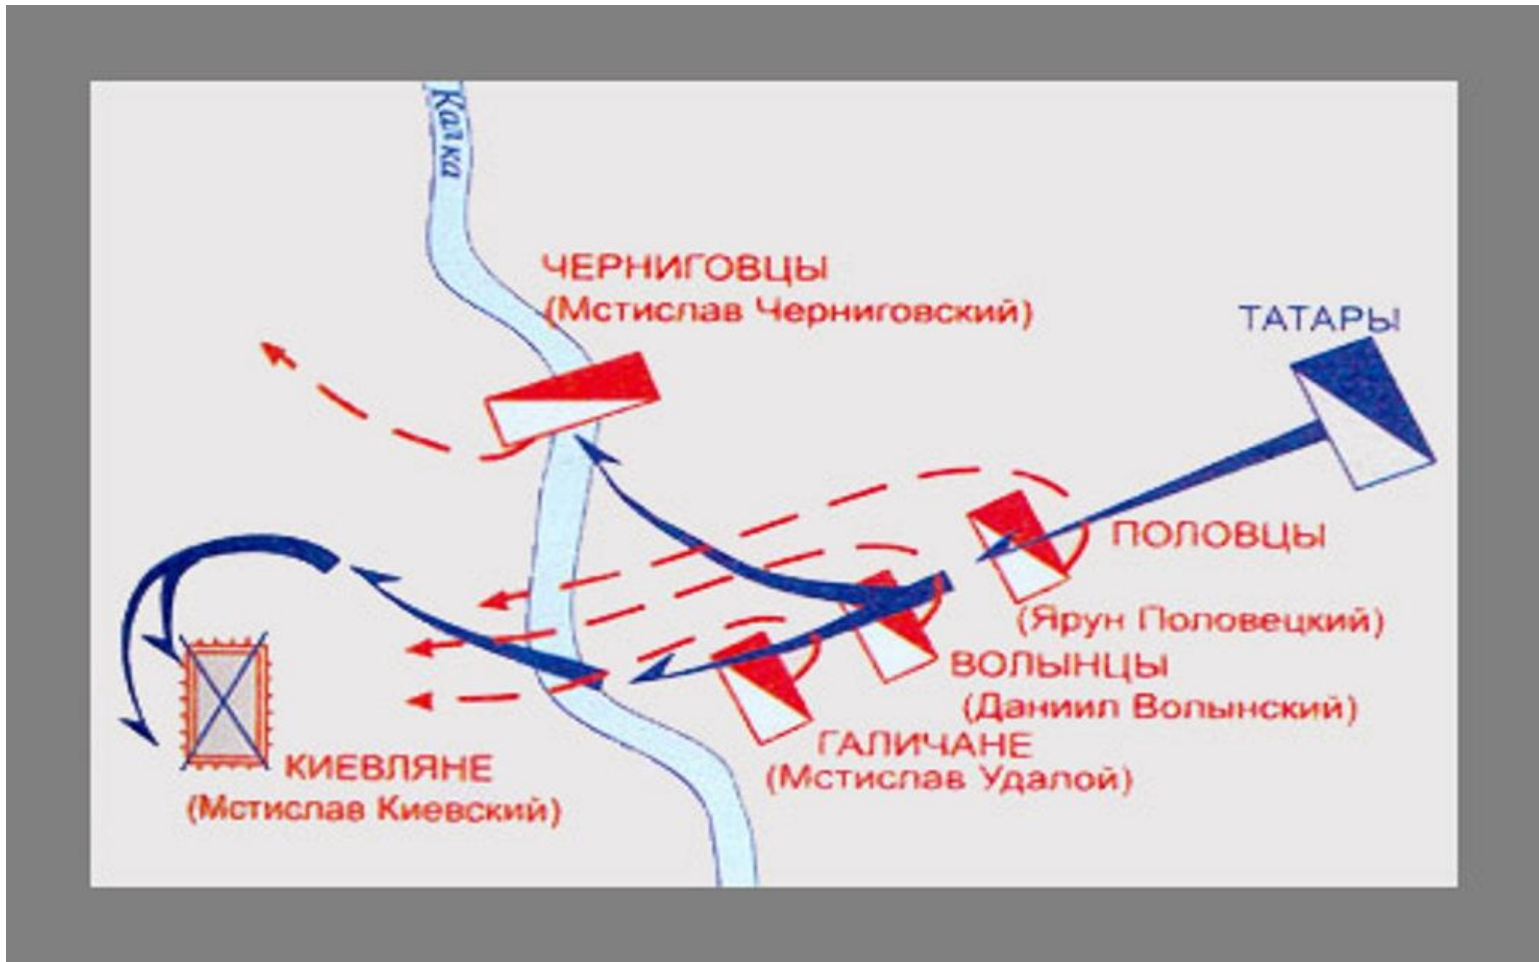 Калка
ЧЕРНИГОВЦЫ
(Мстислав Черниговский)
ТАТАРЫ
ПОЛОВЦЫ
(Ярун Половецкий)
ВОЛЫНЦЫ
(Даниил Волынский)
ГАЛИЧАНЕ
(Мстислав Удалой)
КИЕВЛЯНЕ
(Мстислав Киевский)